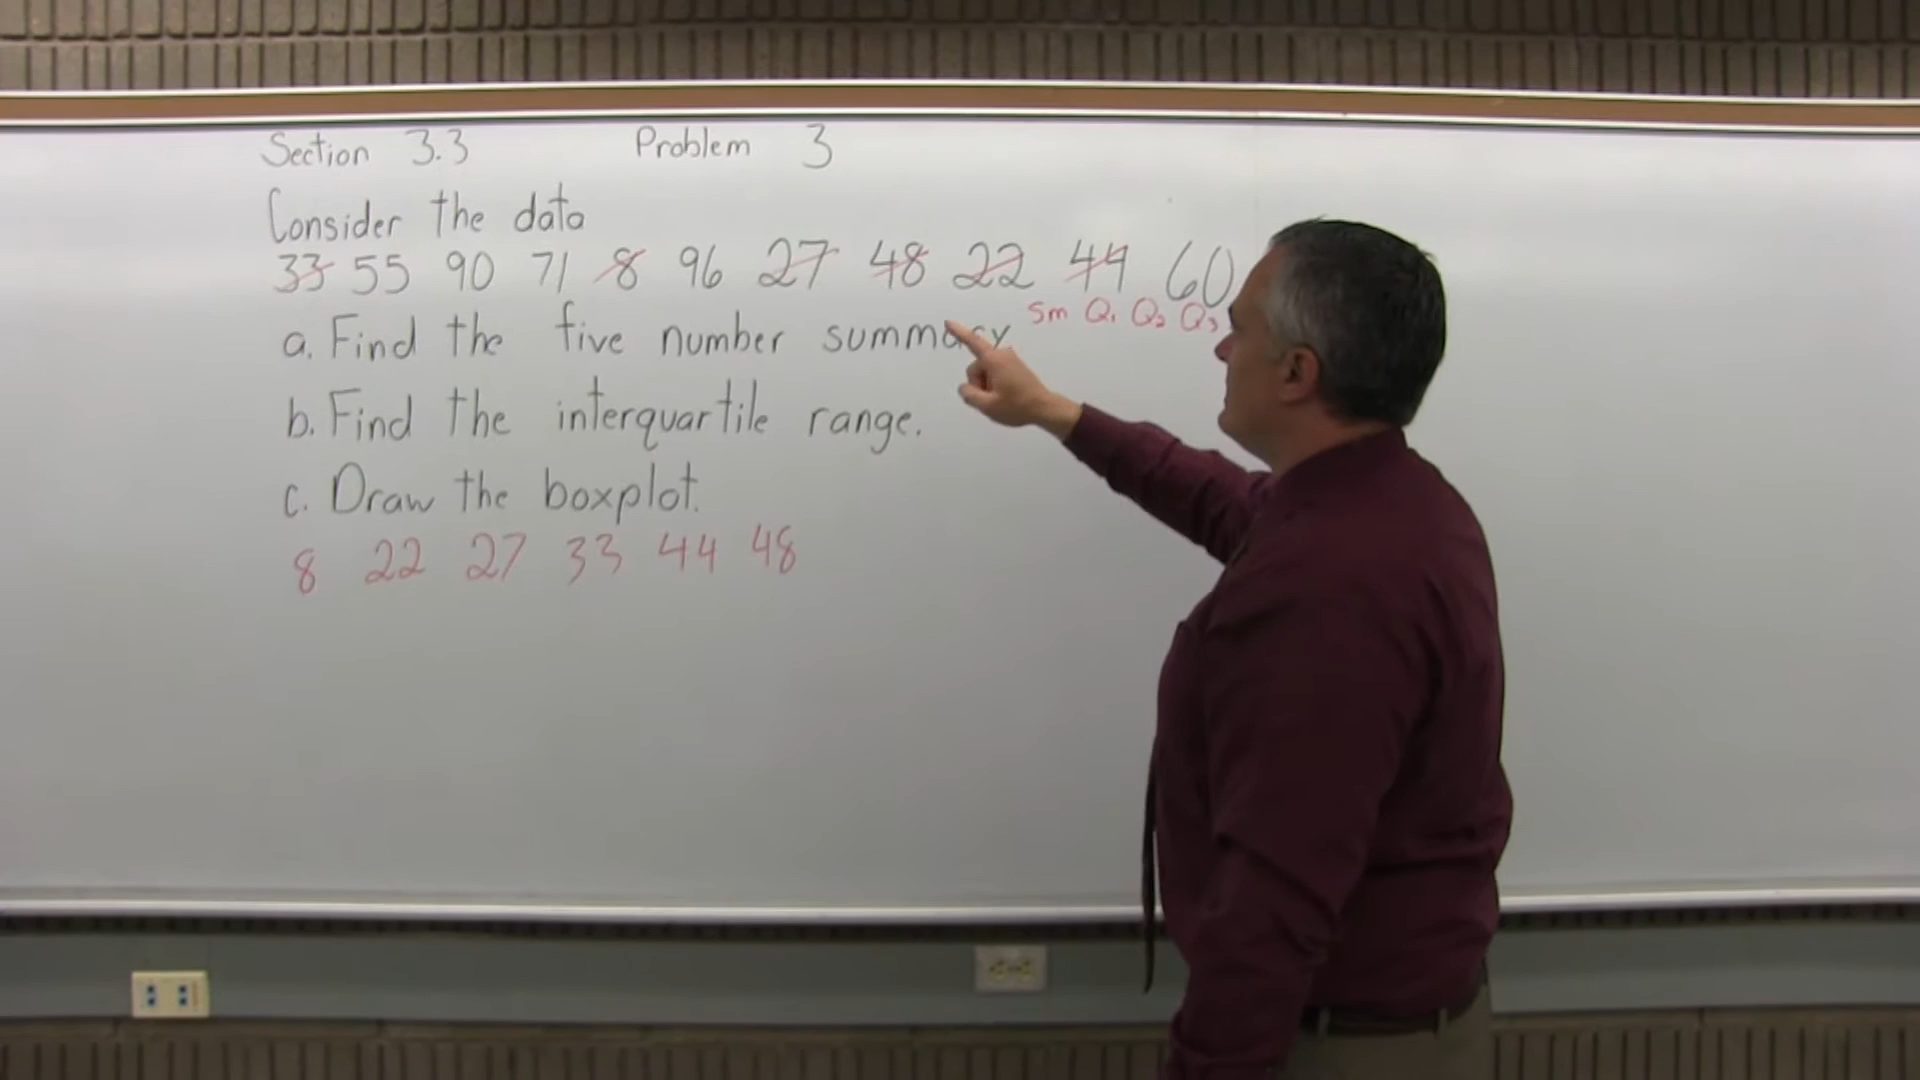 Section 3.3 Problem 3
Consider the data
33 55 90 71 8 96 27 48 22 44 60
a. Find the five number summary Sm Q1 Q2 Q3
b. Find the interquartile range.
c. Draw the boxplot.
8 22 27 33 44 48